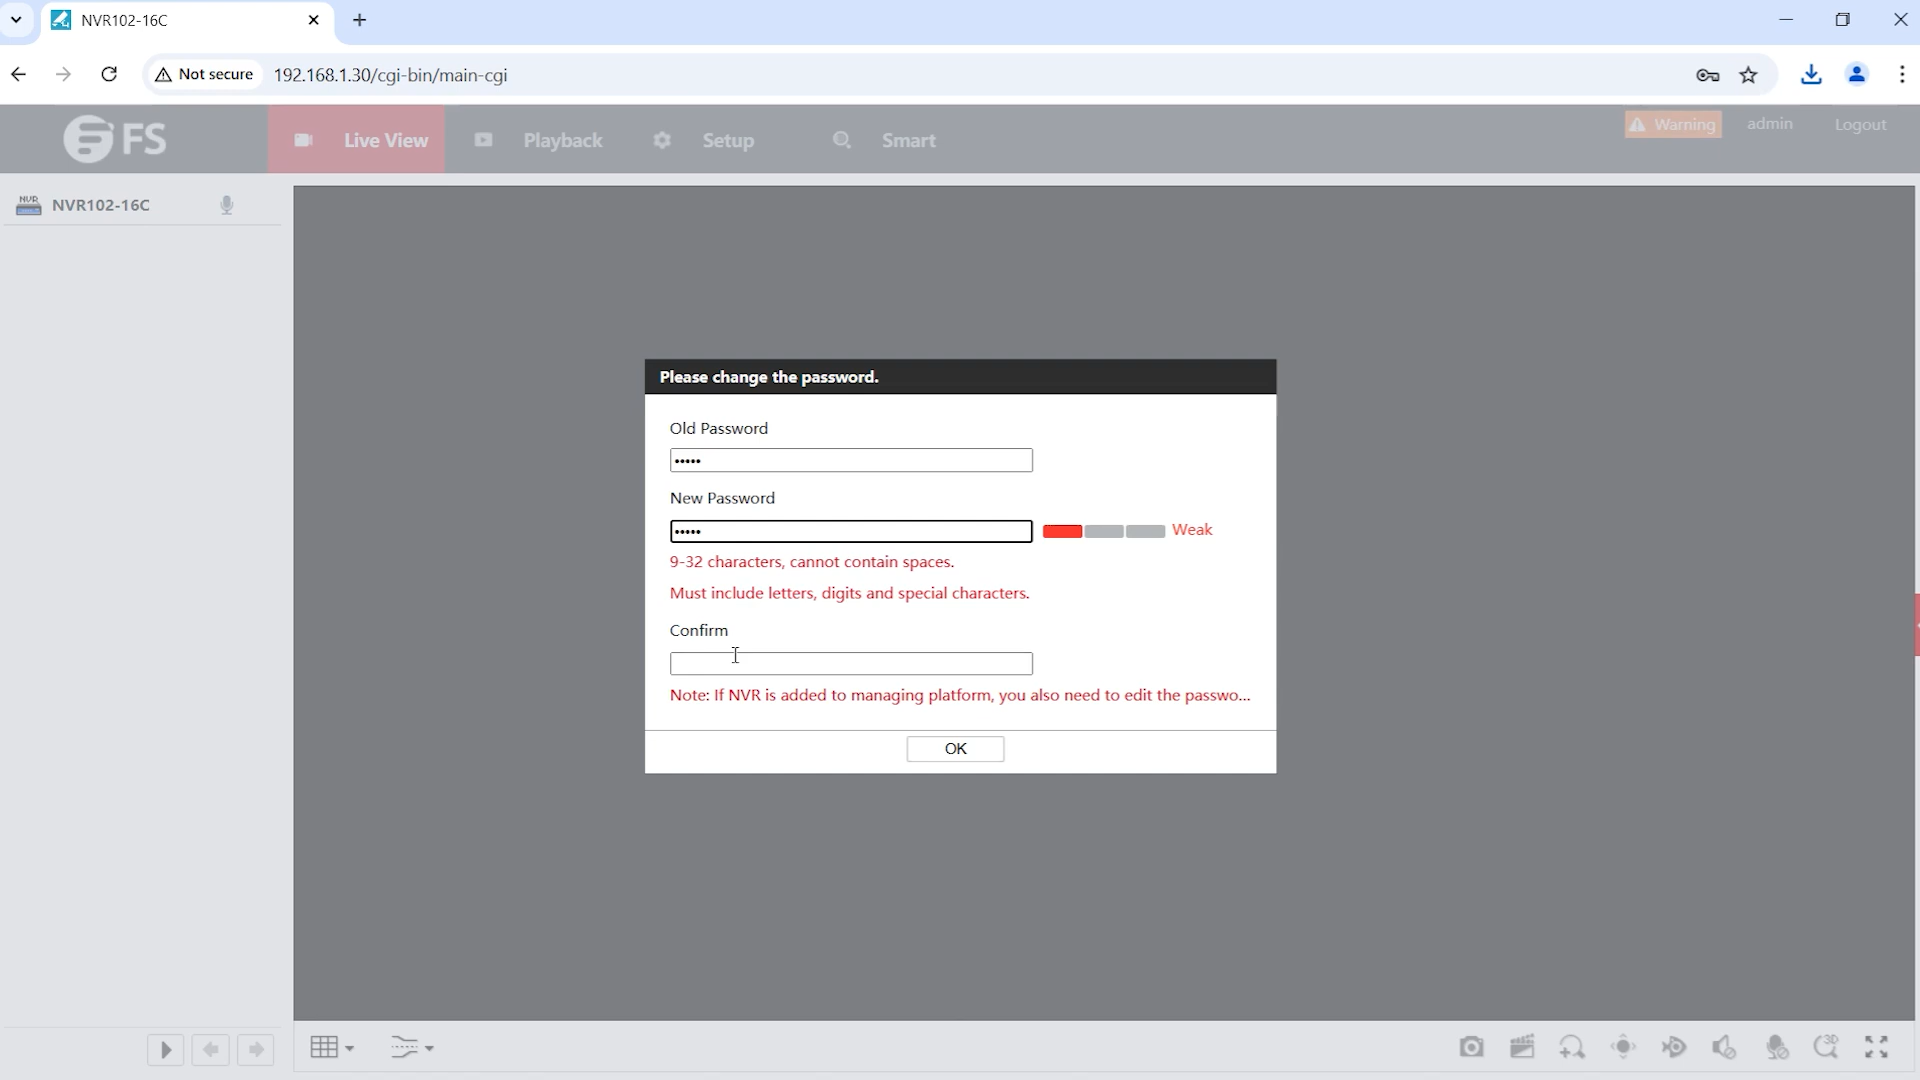 NVR102-16C
Not secure
192.168.1.30/cgi-bin/main-cgi
FS
Live View
Playback
Setup
Smart
Warning
admin
Logout
NVR
NVR102-16C
Please change the password.
Old Password
•••••
New Password
•••••
Weak
9-32 characters, cannot contain spaces.
Must include letters, digits and special characters.
Confirm
Note: If NVR is added to managing platform, you also need to edit the passwo...
OK
3D